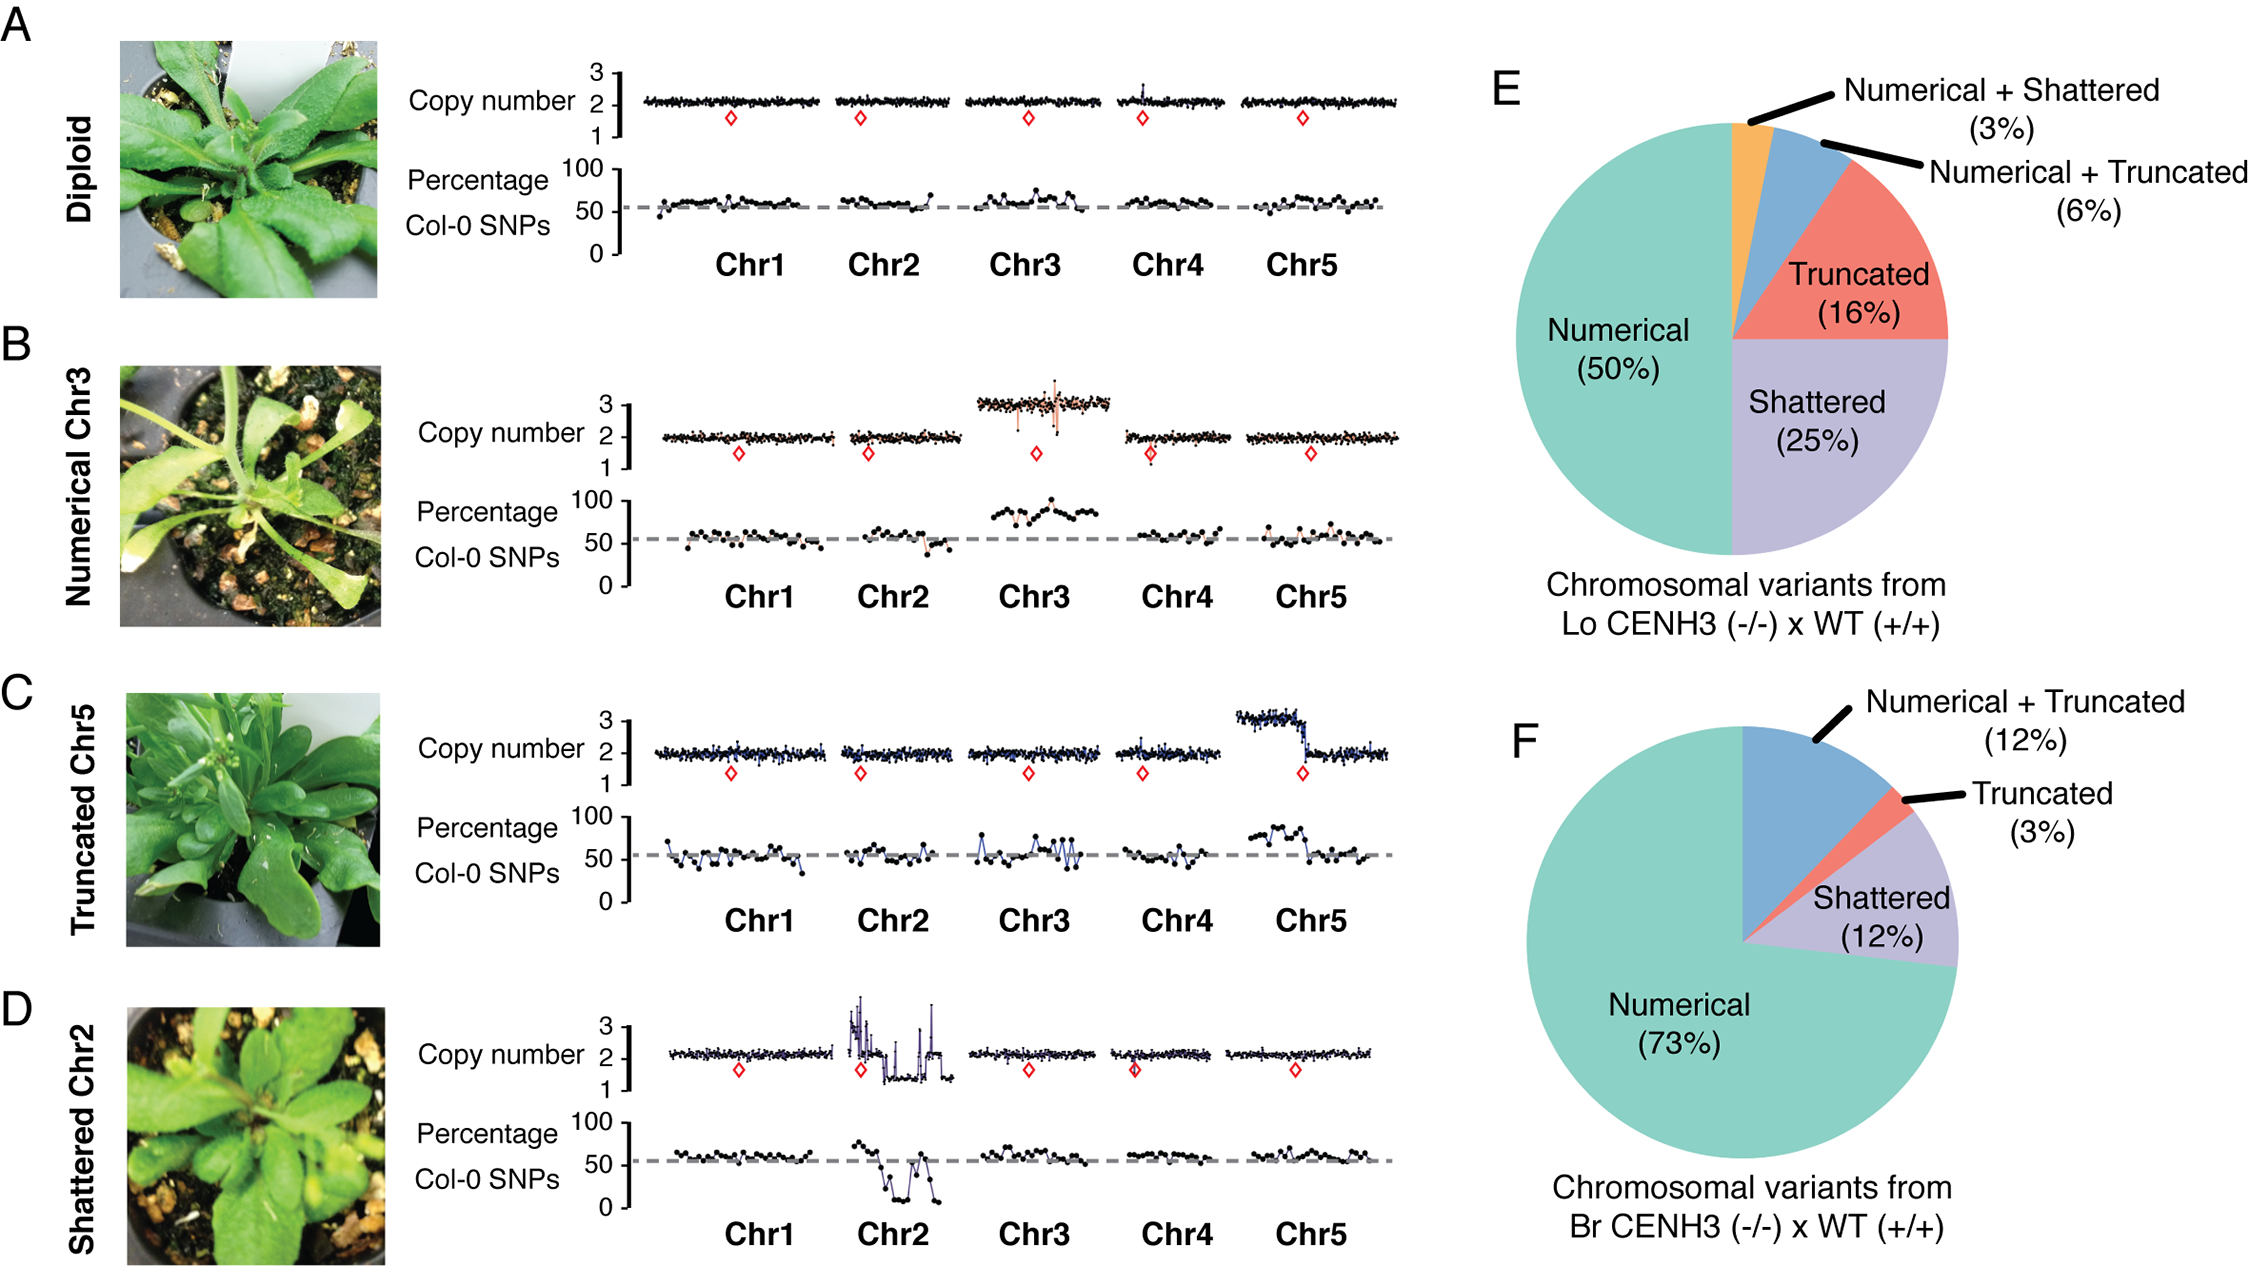 A
Diploid
Copy number
3
2
1
Percentage
Col-0 SNPs
100
50
0
Chr1 Chr2 Chr3 Chr4 Chr5
B
Numerical Chr3
Copy number
3
2
1
Percentage
Col-0 SNPs
100
50
0
Chr1 Chr2 Chr3 Chr4 Chr5
C
Truncated Chr5
Copy number
3
2
1
Percentage
Col-0 SNPs
100
50
0
Chr1 Chr2 Chr3 Chr4 Chr5
D
Shattered Chr2
Copy number
3
2
1
Percentage
Col-0 SNPs
100
50
0
Chr1 Chr2 Chr3 Chr4 Chr5
E
Numerical + Shattered
(3%)
Numerical + Truncated
(6%)
Truncated
(16%)
Numerical
(50%)
Shattered
(25%)
Chromosomal variants from
Lo CENH3 (-/-) x WT (+/+)
F
Numerical + Truncated
(12%)
Truncated
(3%)
Shattered
(12%)
Numerical
(73%)
Chromosomal variants from
Br CENH3 (-/-) x WT (+/+)